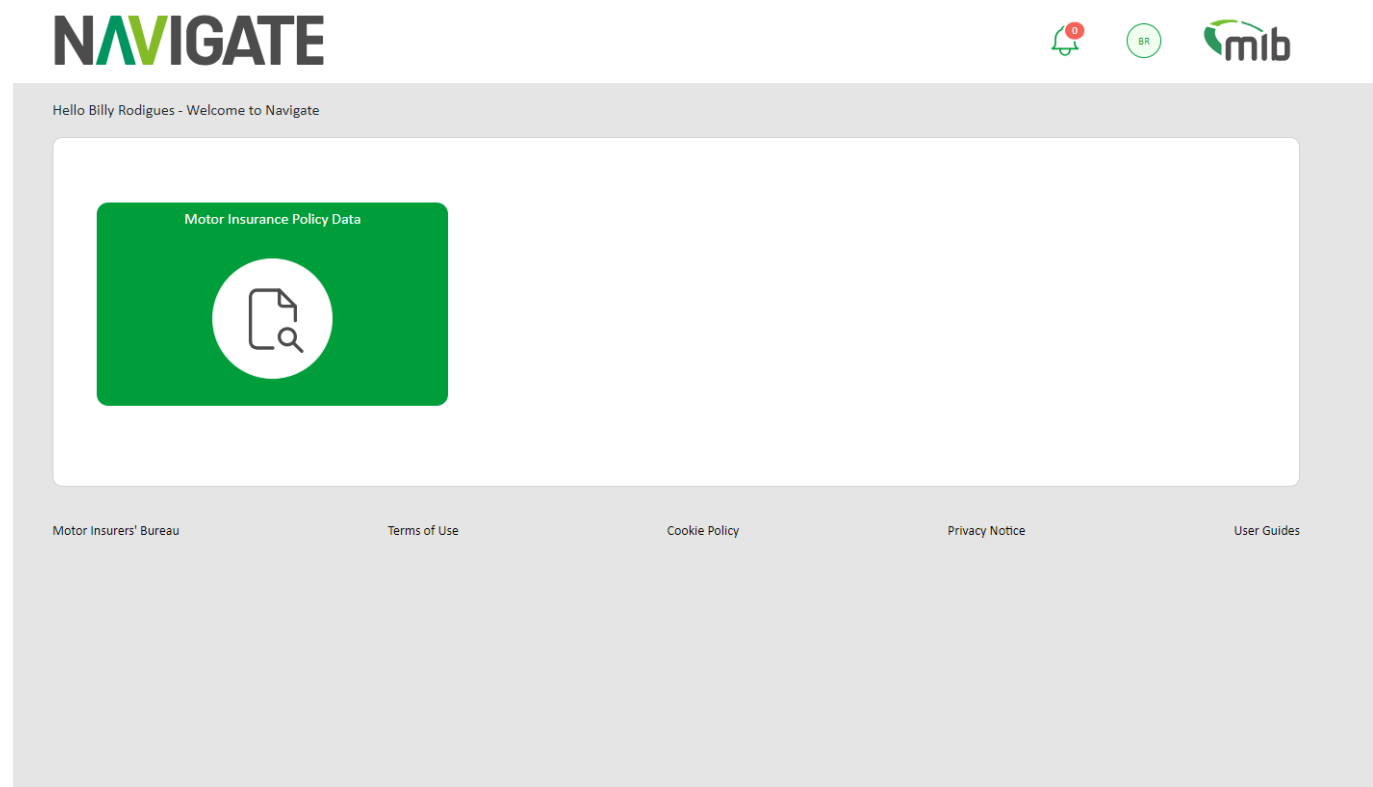 NAVIGATE
0
BR
mib
Hello Billy Rodigues - Welcome to Navigate
Motor Insurance Policy Data
Motor Insurers' Bureau Terms of Use Cookie Policy Privacy Notice User Guides